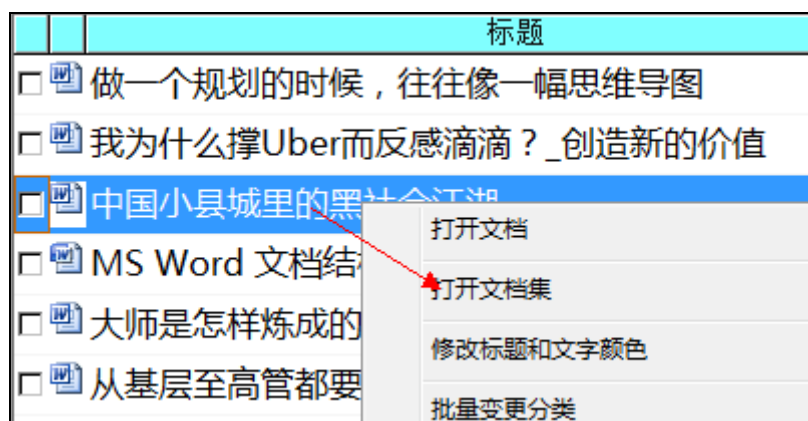 标题
做一个规划的时候，往往像一幅思维导图
我为什么撑Uber而反感滴滴？_创造新的价值
中国小县城里的黑社会江湖
打开文档
MS Word 文档结
打开文档集
大师是怎样炼成的
修改标题和文字颜色
从基层至高管都要
批量变更分类